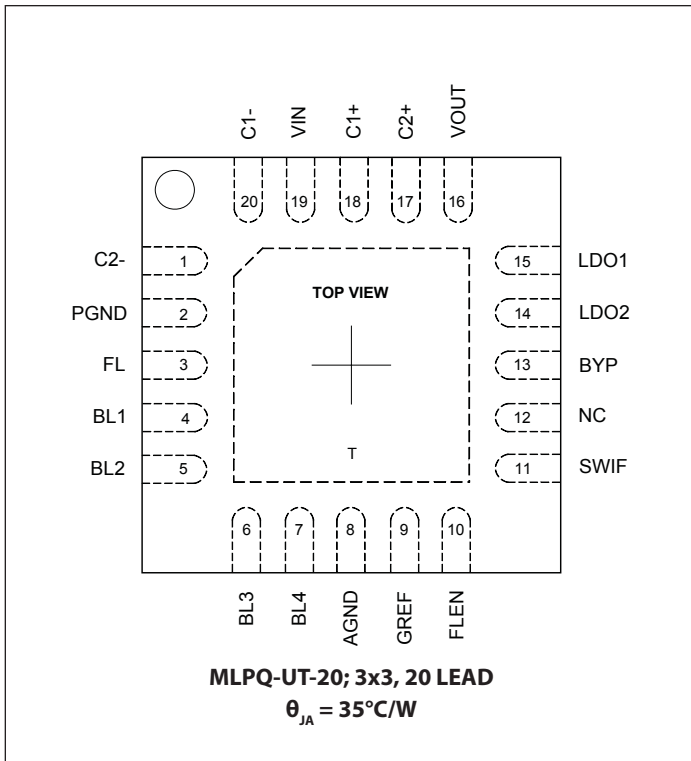 C1-
VIN
C1+
C2+
VOUT
20
19
18
17
16
C2-
1
PGND
2
FL
3
BL1
4
BL2
5
TOP VIEW
T
15
LDO1
14
LDO2
13
BYP
12
NC
11
SWIF
6
7
8
9
10
BL3
BL4
AGND
GREF
FLEN
MLPQ-UT-20; 3x3, 20 LEAD
θJA = 35°C/W